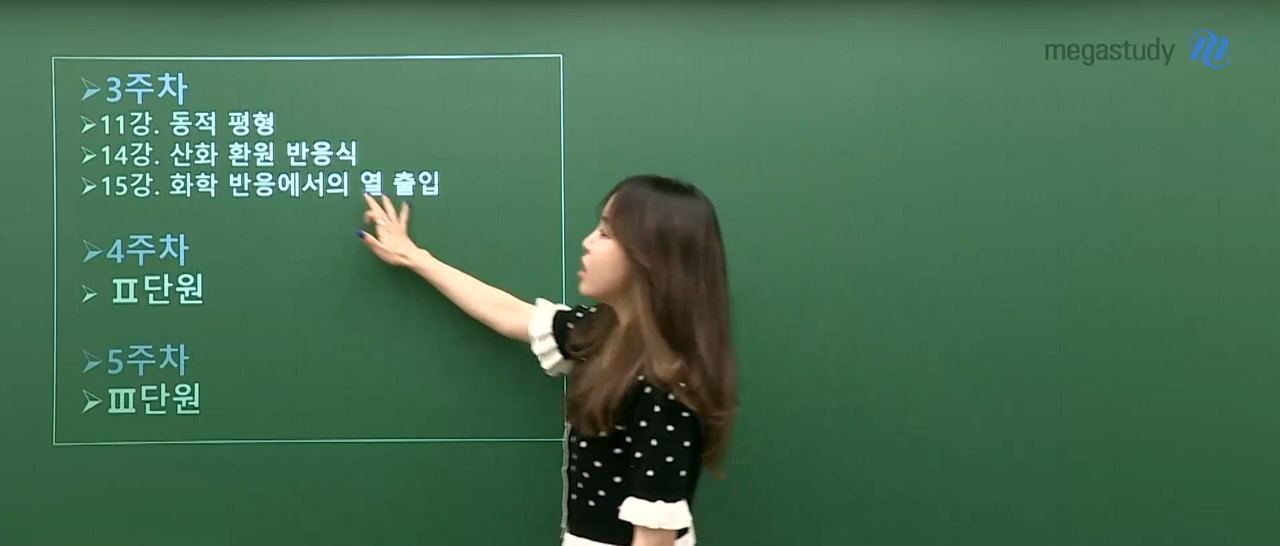 megastudy
➢3주차
➢11강. 동적 평형
➢14강. 산화 환원 반응식
➢15강. 화학 반응에서의 열 출입
➢4주차
➢ Ⅱ단원
➢5주차
➢Ⅲ단원